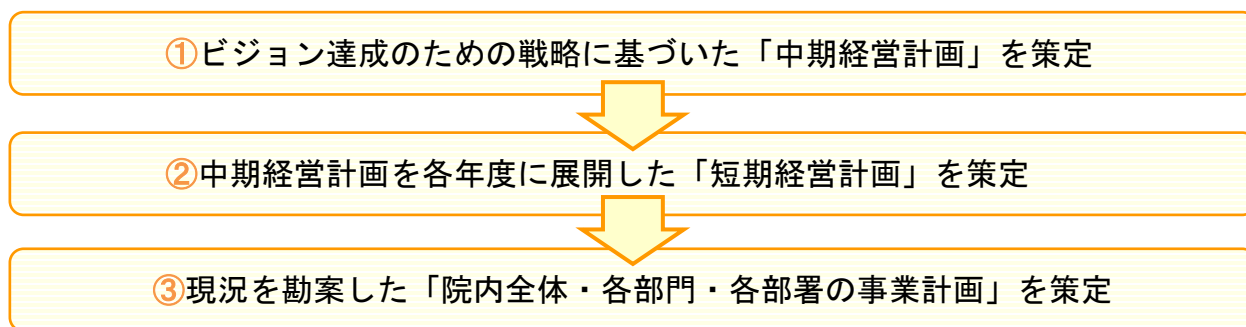 ①ビジョン達成のための戦略に基づいた「中期経営計画」を策定
②中期経営計画を各年度に展開した「短期経営計画」を策定
③現況を勘案した「院内全体・各部門・各部署の事業計画」を策定